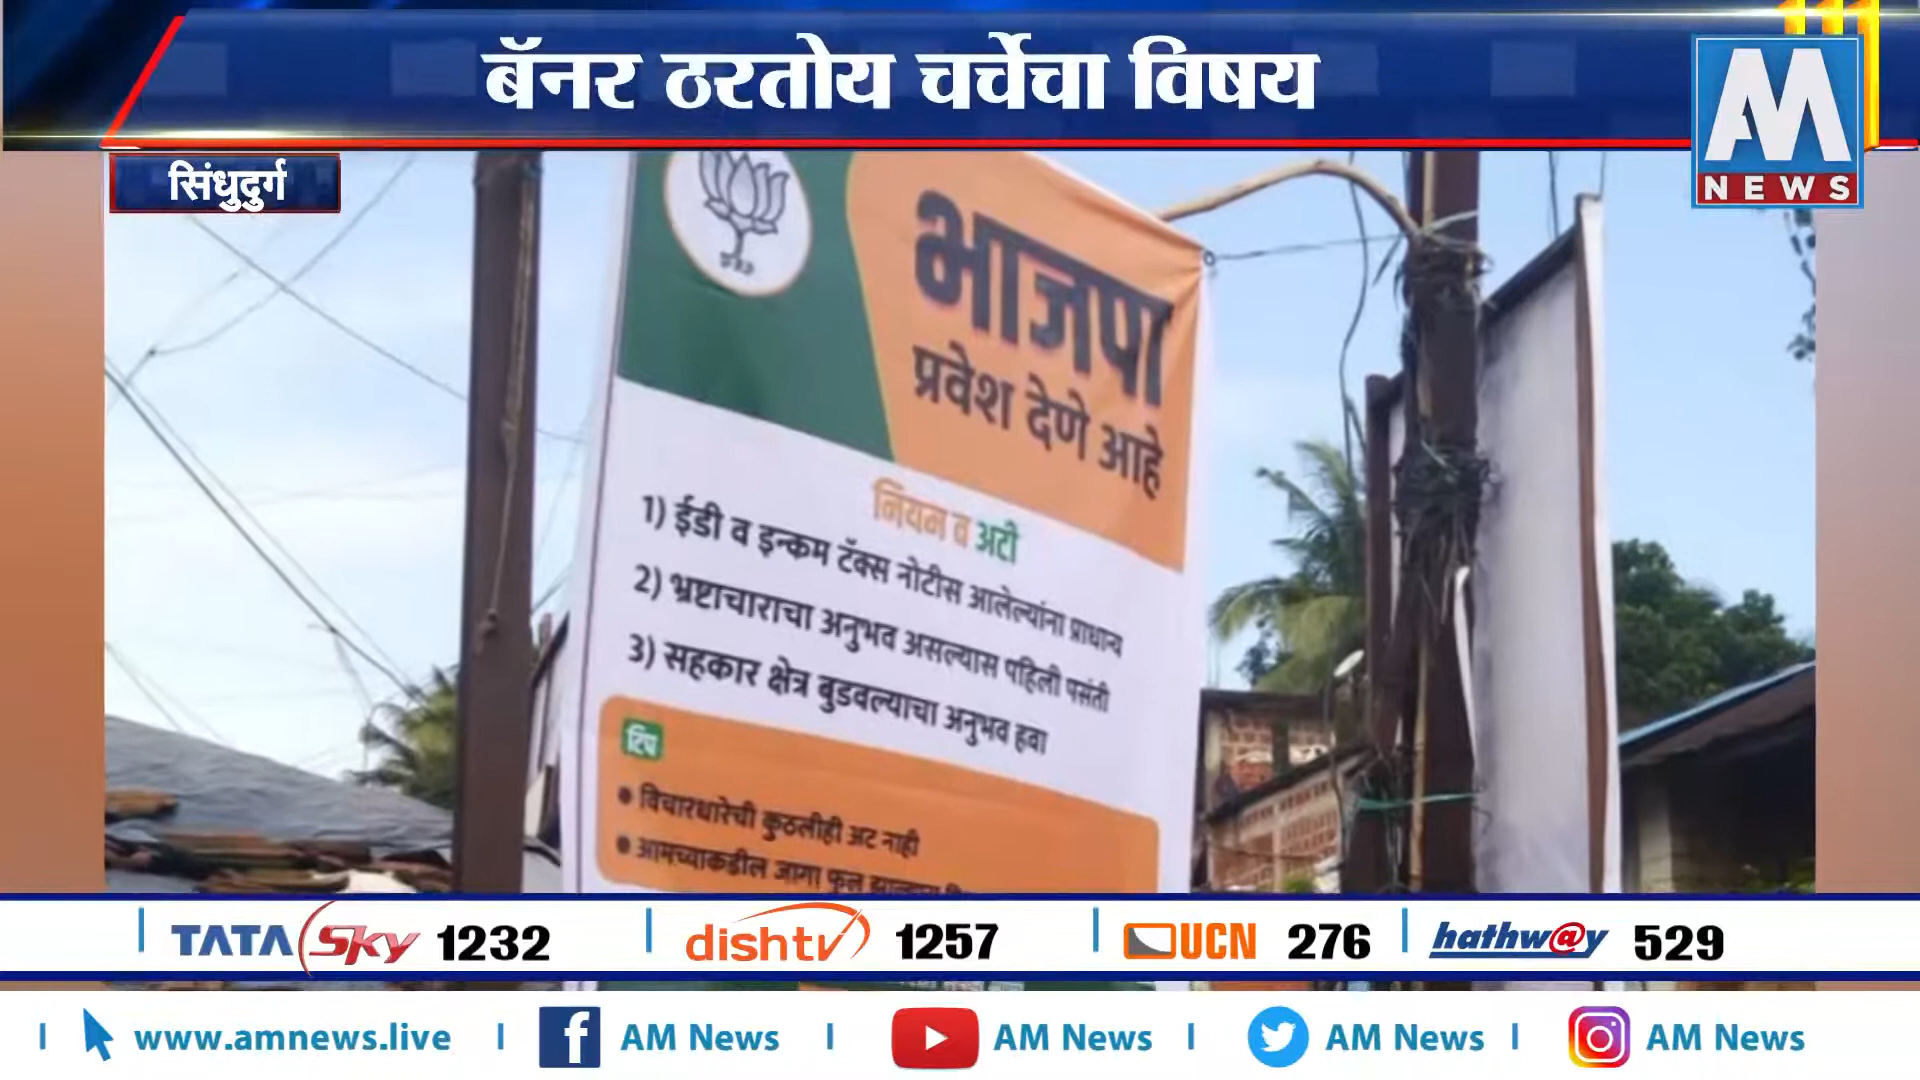 बॅनर ठरतोय चर्चेचा विषय
AM
NEWS
सिंधुदुर्ग
भाजपा
प्रवेश देणे आहे
नियम व अटी
1) ईडी व इन्कम टॅक्स नोटीस आलेल्यांना प्राधान्य
2) भ्रष्टाचाराचा अनुभव असल्यास पहिली पसंती
3) सहकार क्षेत्र बुडवल्याचा अनुभव हवा
टिप
• विचारधारेची कुठलीही अट नाही
• आमच्याकडील जागा फुल
TATA Sky 1232
dishtv 1257
UCN 276
hathw@y 529
www.amnews.live
AM News
AM News
AM News
AM News